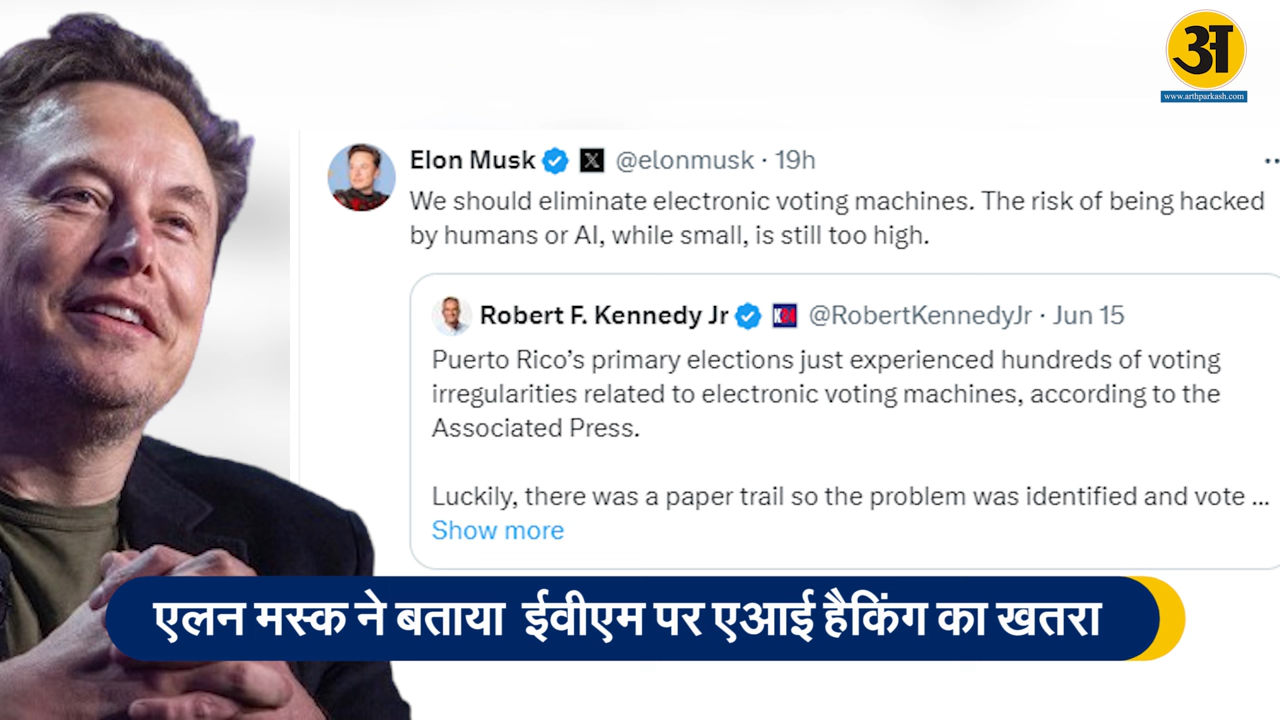 अ
www.arthparkash.com
Elon Musk @elonmusk · 19h
We should eliminate electronic voting machines. The risk of being hacked
by humans or AI, while small, is still too high.
Robert F. Kennedy Jr @RobertKennedyJr · Jun 15
Puerto Rico's primary elections just experienced hundreds of voting
irregularities related to electronic voting machines, according to the
Associated Press.
Luckily, there was a paper trail so the problem was identified and vote ...
Show more
एलन मस्क ने बताया ईवीएम पर एआई हैकिंग का खतरा